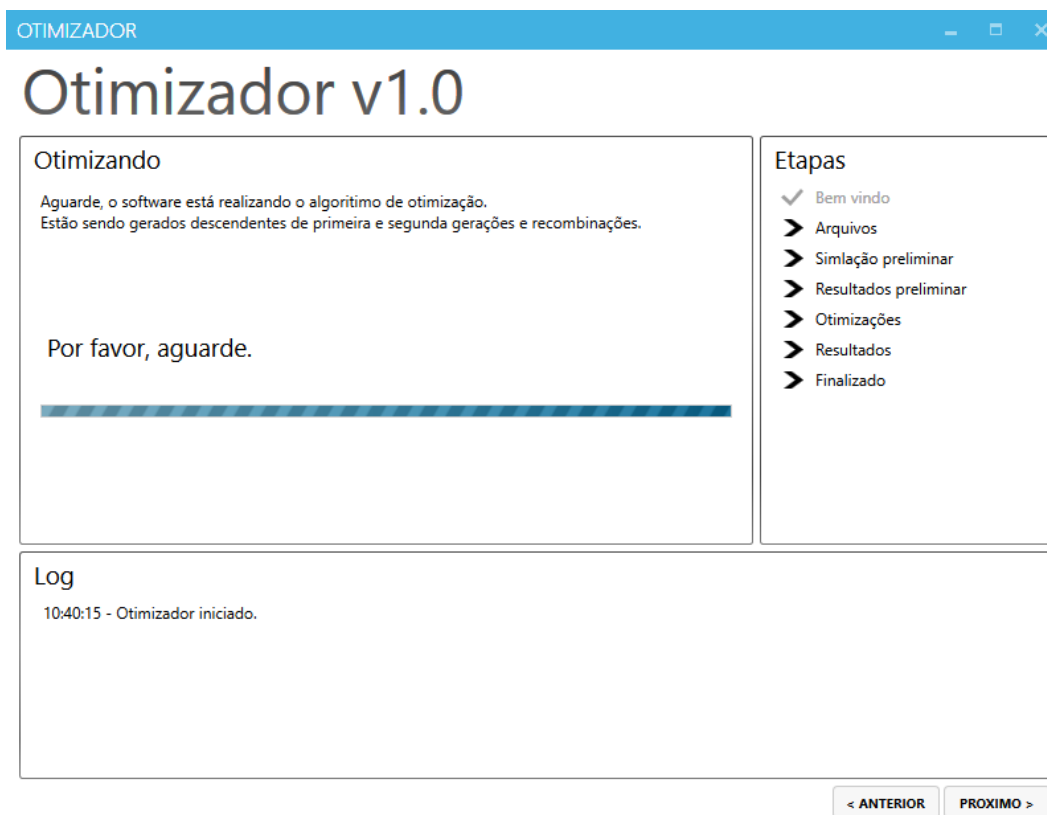 OTIMIZADOR
Otimizador v1.0
Otimizando
Aguarde, o software está realizando o algoritimo de otimização.
Estão sendo gerados descendentes de primeira e segunda gerações e recombinações.
Por favor, aguarde.
Etapas
Bem vindo
Arquivos
Simlação preliminar
Resultados preliminar
Otimizações
Resultados
Finalizado
Log
10:40:15 - Otimizador iniciado.
< ANTERIOR
PROXIMO >